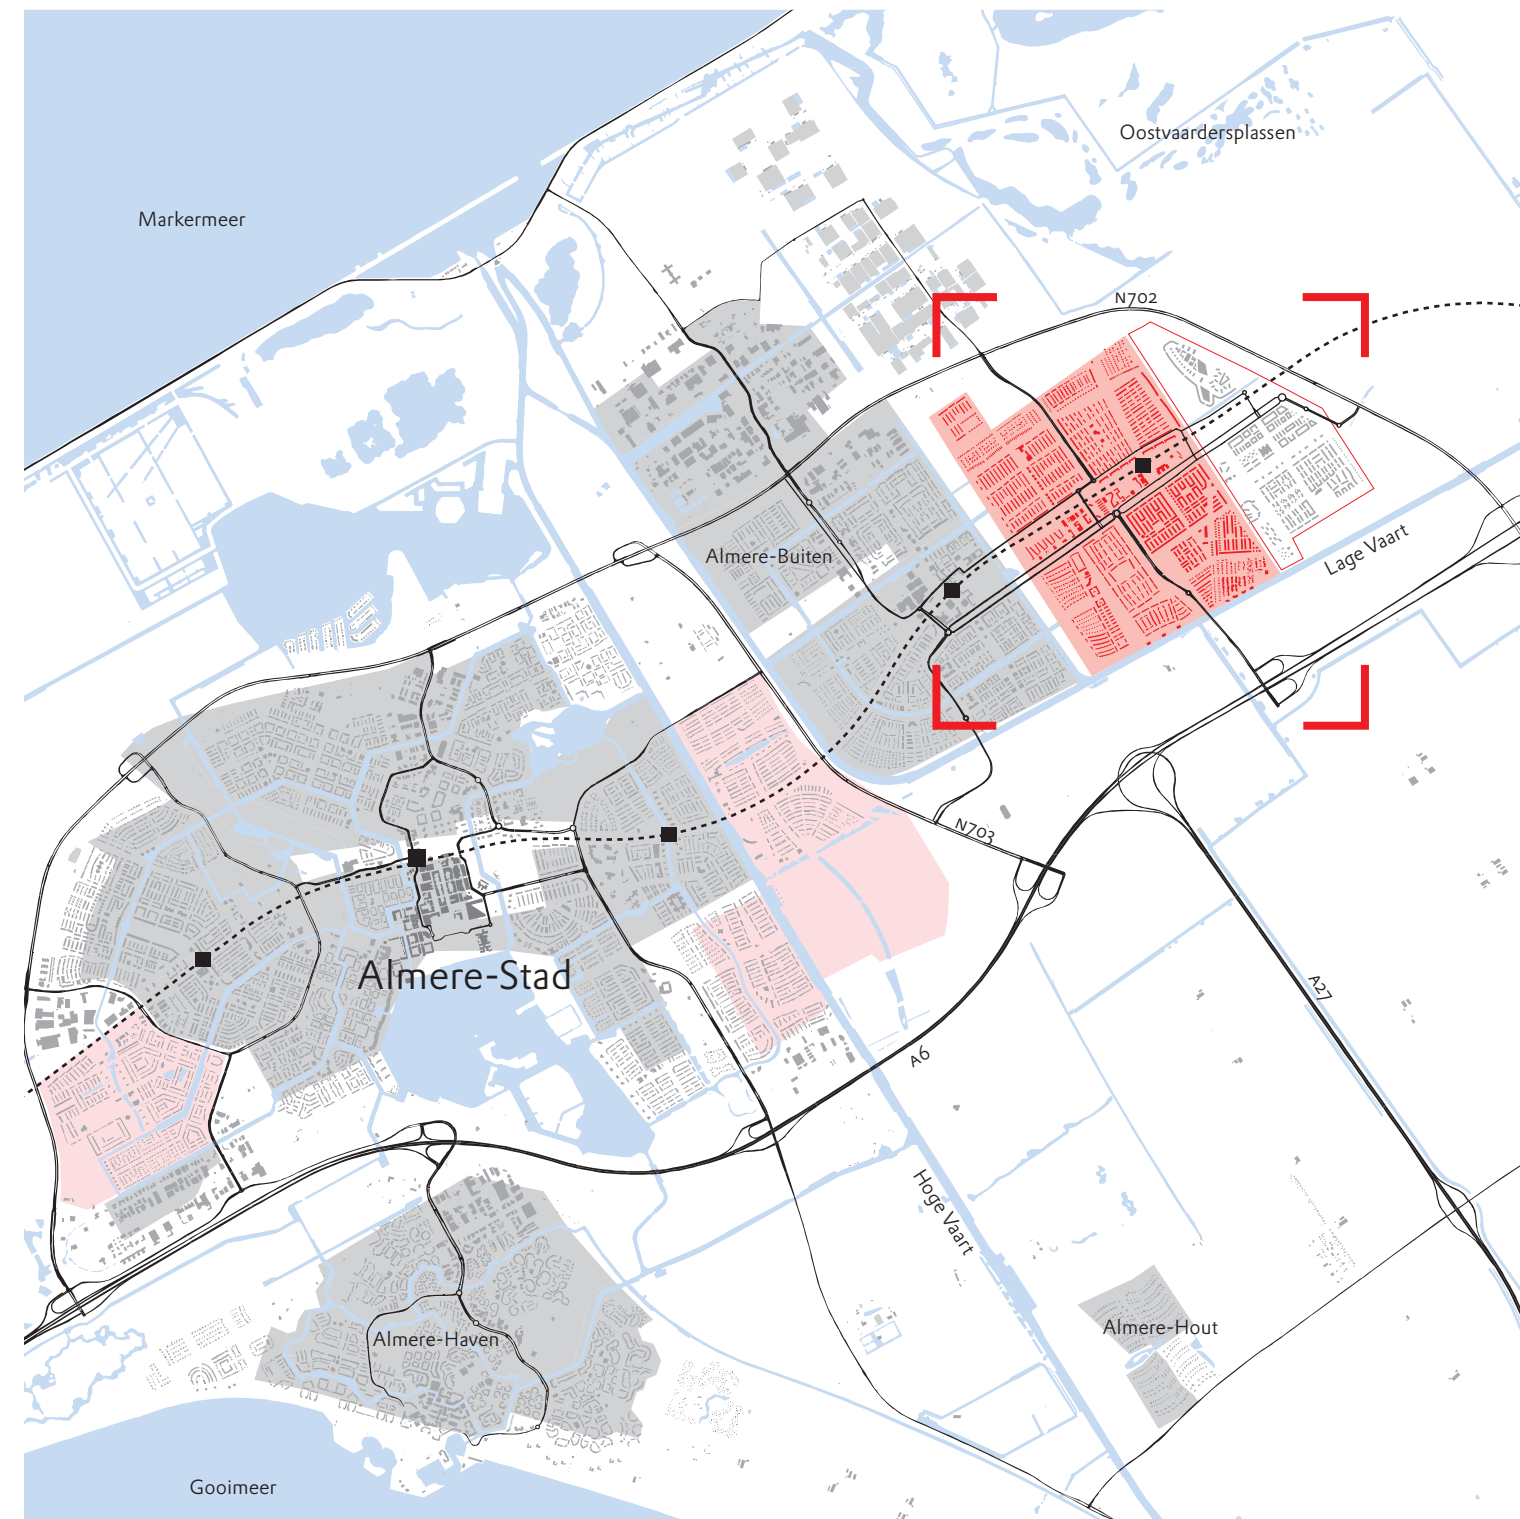 Oostvaardersplassen
Markermeer
N702
Almere-Buiten
Lage Vaart
N703
Almere-Stad
A27
A6
Hoge Vaart
Almere-Hout
Almere-Haven
Gooimeer